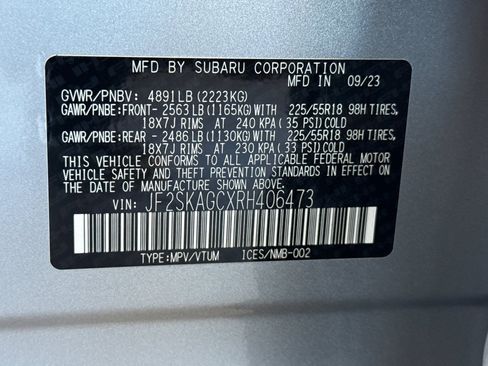 MFD BY SUBARU CORPORATION
09/23
GVWR/PNBV: 4891LB (2223KG)
GAWR/PNBE:FRONT- 2563LB (1165KG)WITH 225/55R18 98H TIRES,
18X7J RIMS AT 240 KPA (35 PSI)COLD
GAWR/PNBE:REAR - 2486LB (1130KG)WITH 225/55R18 98H TIRES,
18X7J RIMS AT 230 KPA (33 PSI)COLD
THIS VEHICLE CONFORMS TO ALL APPLICABLE FEDERAL MOTOR
VEHICLE SAFETY AND THEFT PREVENTION STANDARDS IN EFFECT
ON THE DATE OF MANUFACTURE SHOWN ABOVE.
VIN: JF2SKAGCXRH406473
TYPE:MPV/VTUM ICES/NMB-002